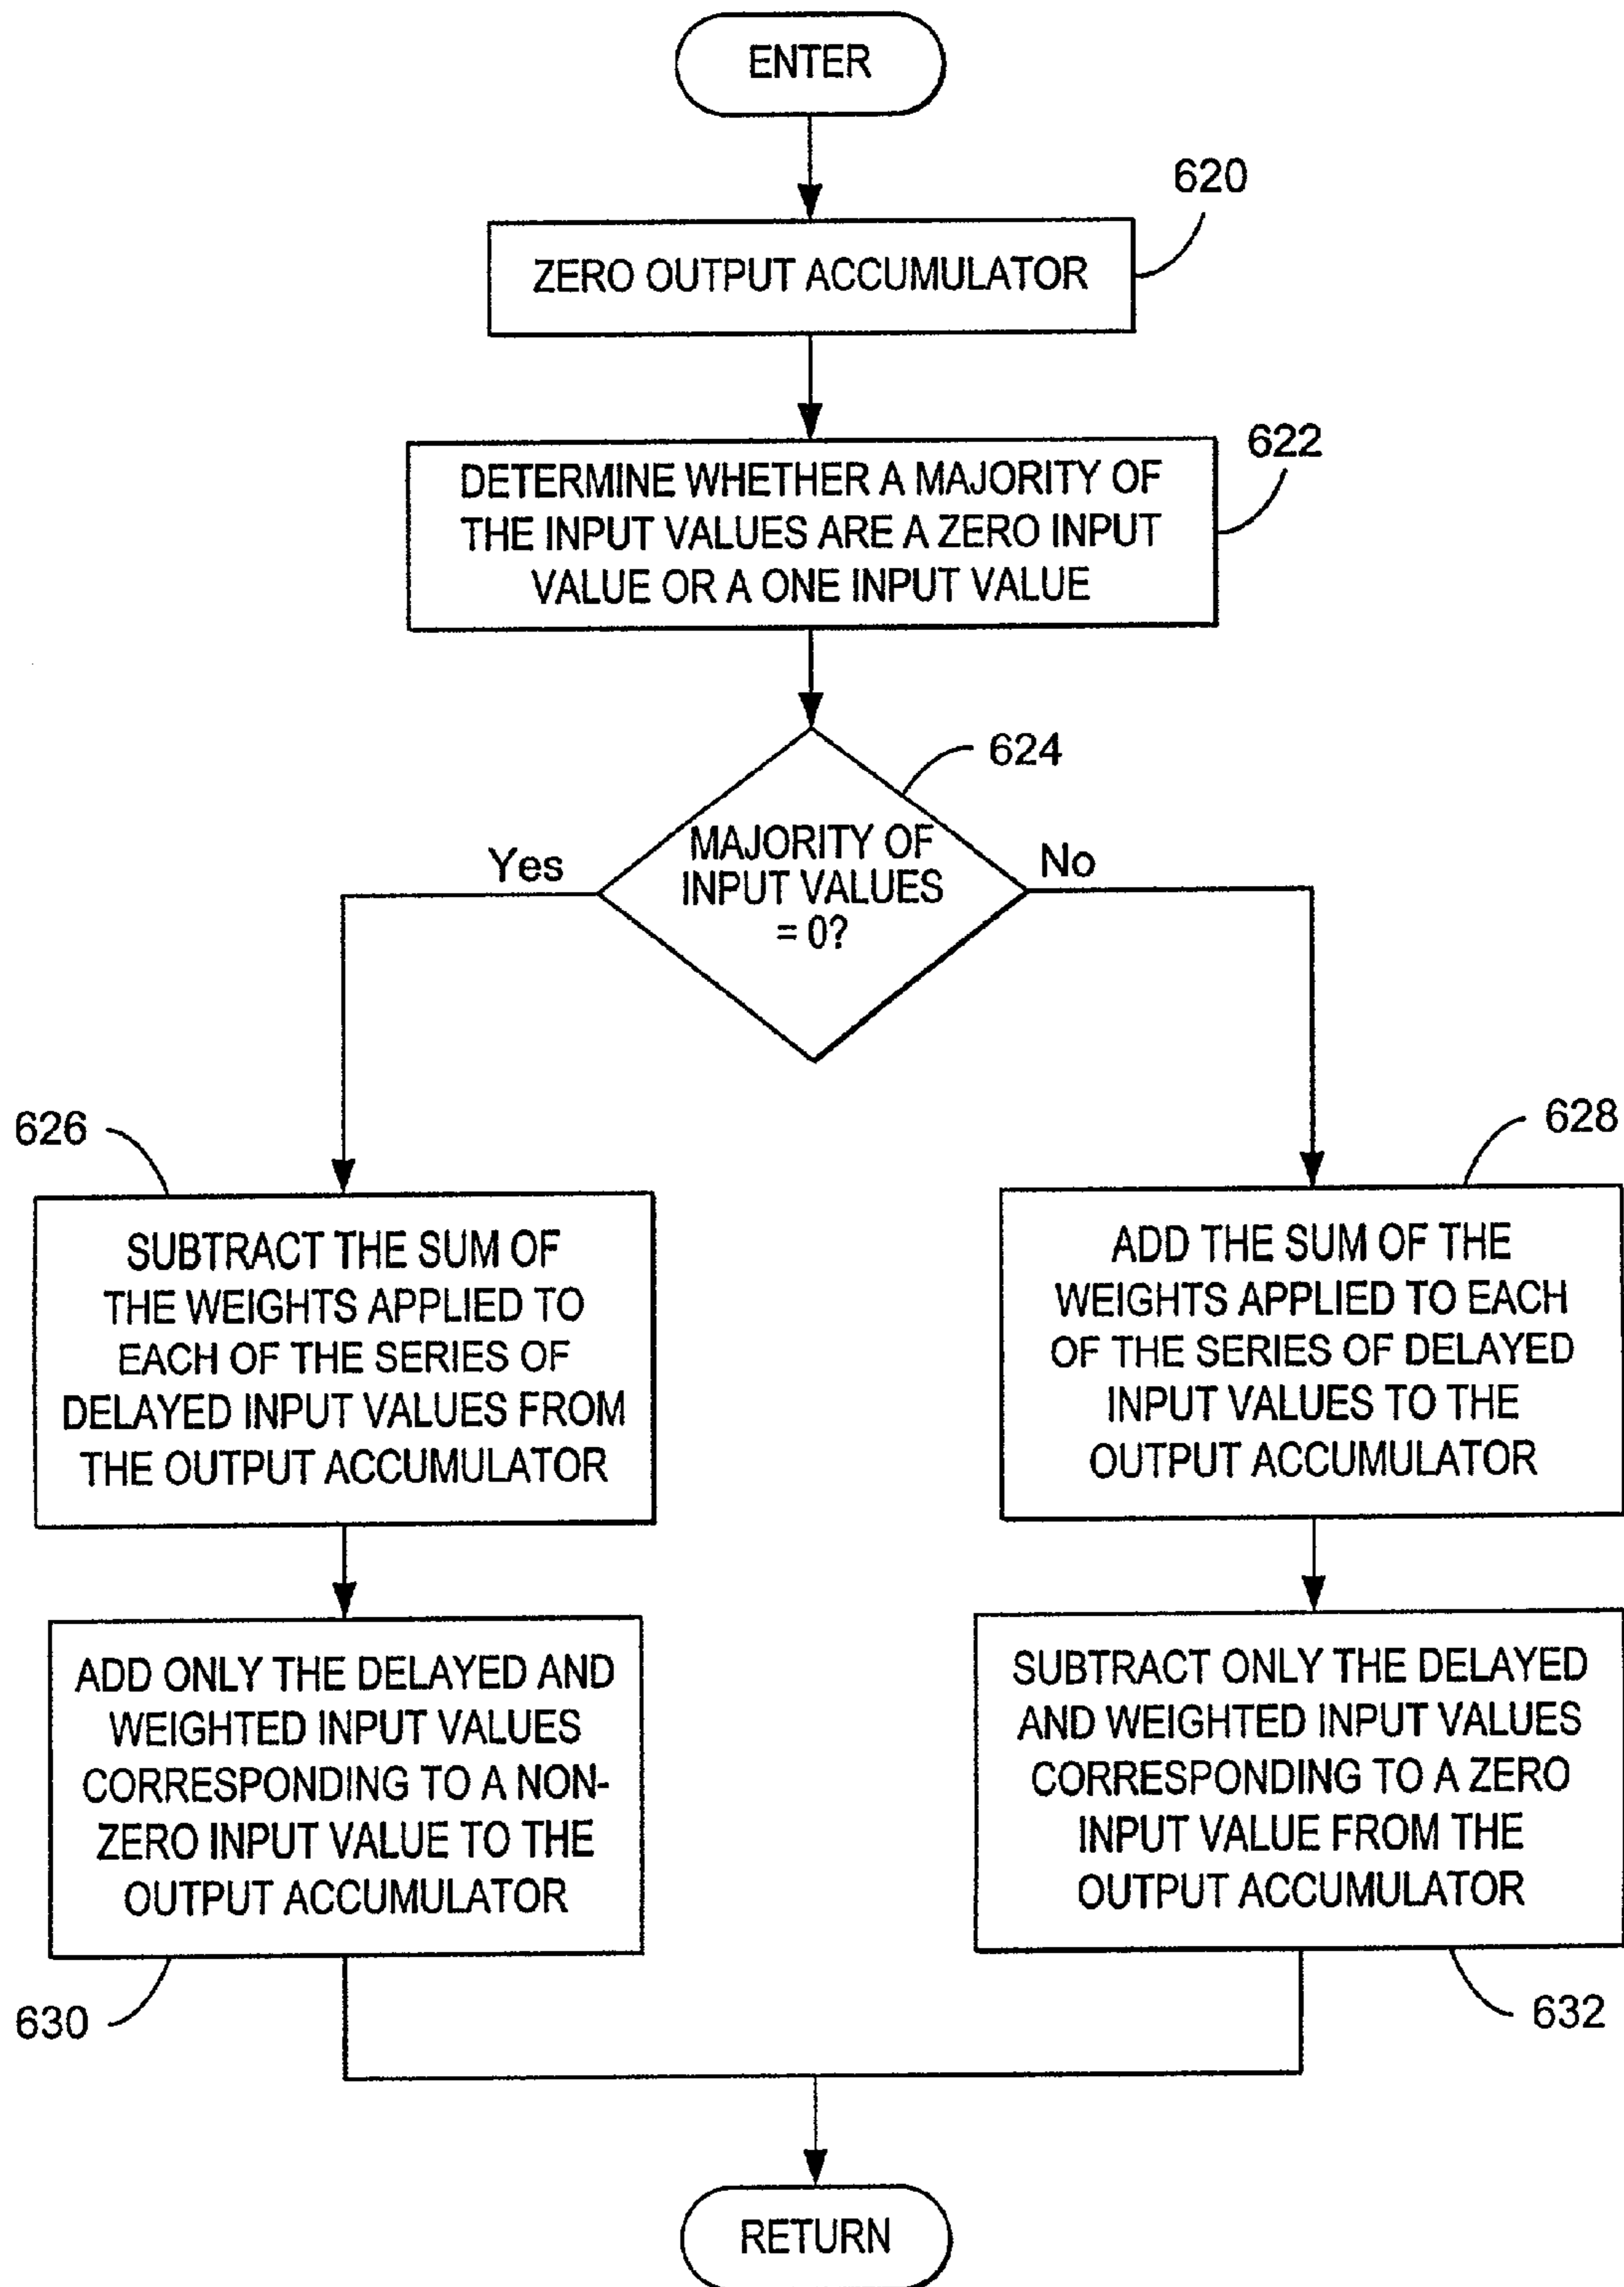 ENTER
620
ZERO OUTPUT ACCUMULATOR
622
DETERMINE WHETHER A MAJORITY OF
THE INPUT VALUES ARE A ZERO INPUT
VALUE OR A ONE INPUT VALUE
624
MAJORITY OF
INPUT VALUES
= 0?
Yes
No
626
SUBTRACT THE SUM OF
THE WEIGHTS APPLIED TO
EACH OF THE SERIES OF
DELAYED INPUT VALUES FROM
THE OUTPUT ACCUMULATOR
628
ADD THE SUM OF THE
WEIGHTS APPLIED TO EACH
OF THE SERIES OF DELAYED
INPUT VALUES TO THE
OUTPUT ACCUMULATOR
ADD ONLY THE DELAYED AND
WEIGHTED INPUT VALUES
CORRESPONDING TO A NON-
ZERO INPUT VALUE TO THE
OUTPUT ACCUMULATOR
630
SUBTRACT ONLY THE DELAYED
AND WEIGHTED INPUT VALUES
CORRESPONDING TO A ZERO
INPUT VALUE FROM THE
OUTPUT ACCUMULATOR
632
RETURN